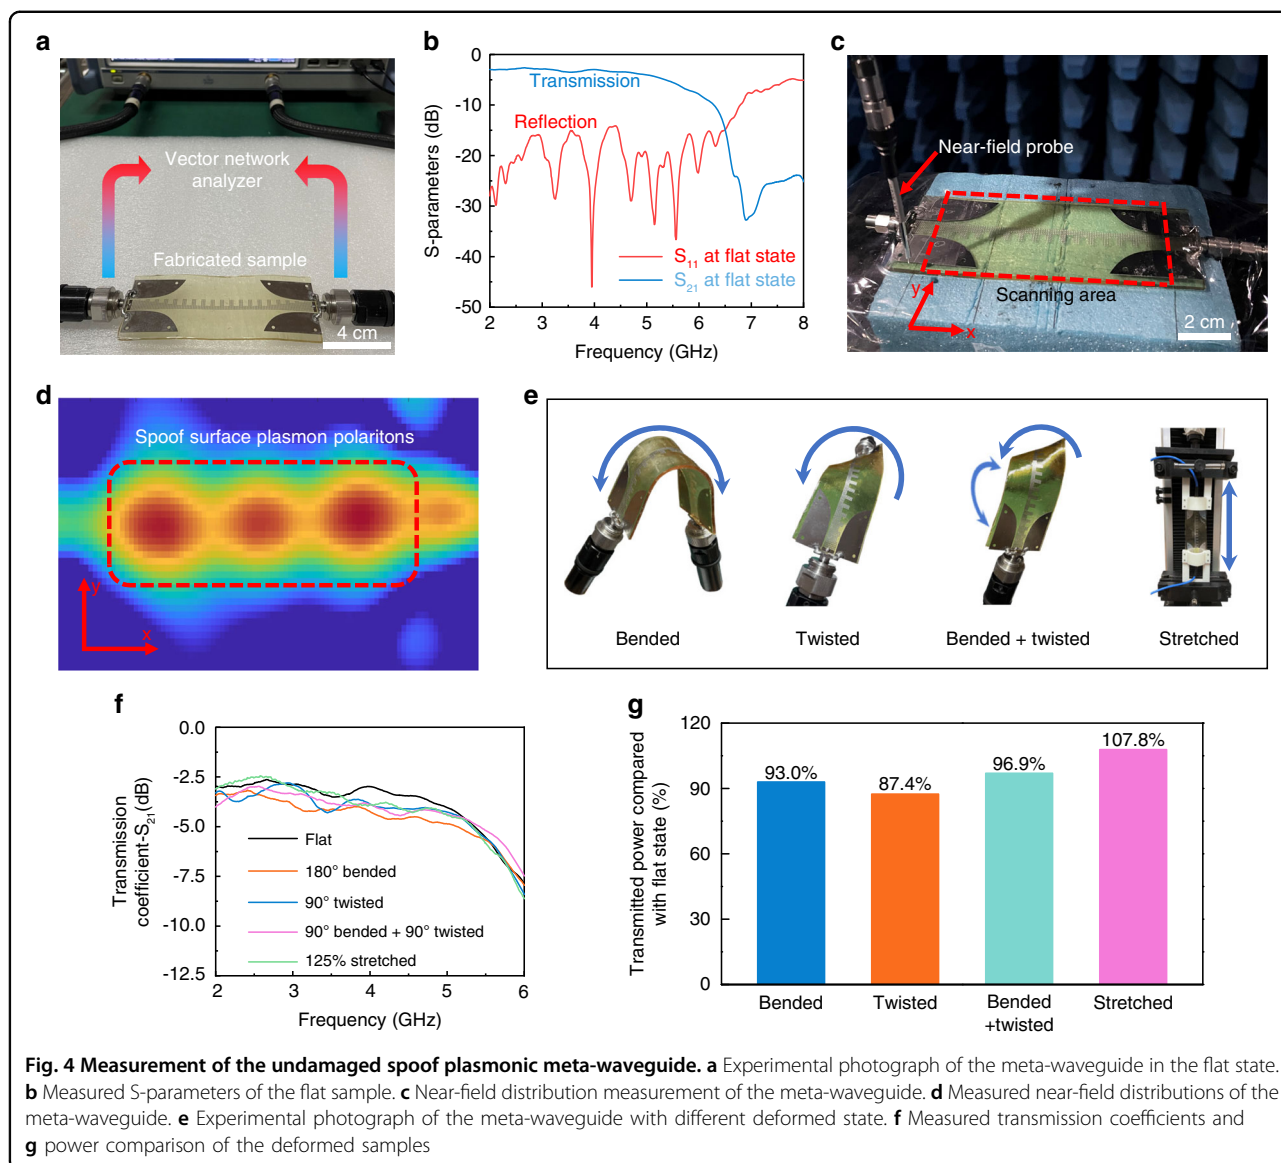 a
Vector network
analyzer
Fabricated sample
4 cm
b
0
-10
-20
-30
-40
-50
S-parameters (dB)
Transmission
Reflection
S11 at flat state
S21 at flat state
2
3
4
5
6
7
8
Frequency (GHz)
c
Near-field probe
Scanning area
y
x
2 cm
d
Spoof surface plasmon polaritons
y
x
e
Bended
Twisted
Bended + twisted
Stretched
f
0.0
-2.5
-5.0
-7.5
-10.0
-12.5
Transmission
coefficient-S21(dB)
Flat
180° bended
90° twisted
90° bended + 90° twisted
125% stretched
2
3
4
5
6
Frequency (GHz)
g
120
90
60
30
0
Transmitted power compared
with flat state (%)
93.0%
87.4%
96.9%
107.8%
Bended
Twisted
Bended
+twisted
Stretched
Fig. 4 Measurement of the undamaged spoof plasmonic meta-waveguide. a Experimental photograph of the meta-waveguide in the flat state.
b Measured S-parameters of the flat sample. c Near-field distribution measurement of the meta-waveguide. d Measured near-field distributions of the
meta-waveguide. e Experimental photograph of the meta-waveguide with different deformed state. f Measured transmission coefficients and
g power comparison of the deformed samples